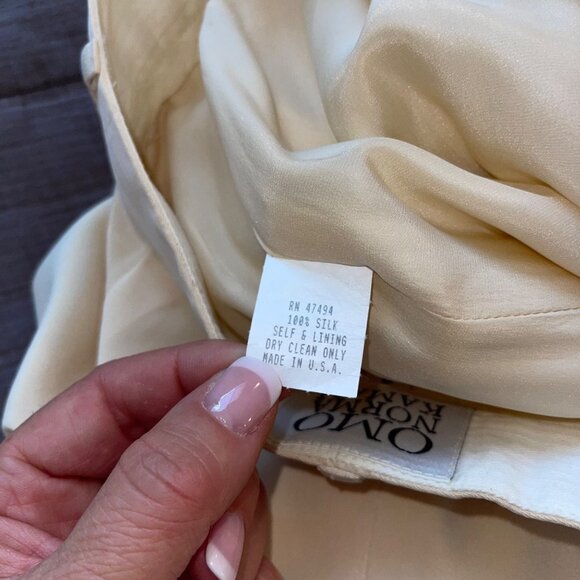 RN 47494
100% SILK
SELF & LINING
DRY CLEAN ONLY
MADE IN U.S.A.
OMO
NORMA
KAMALI